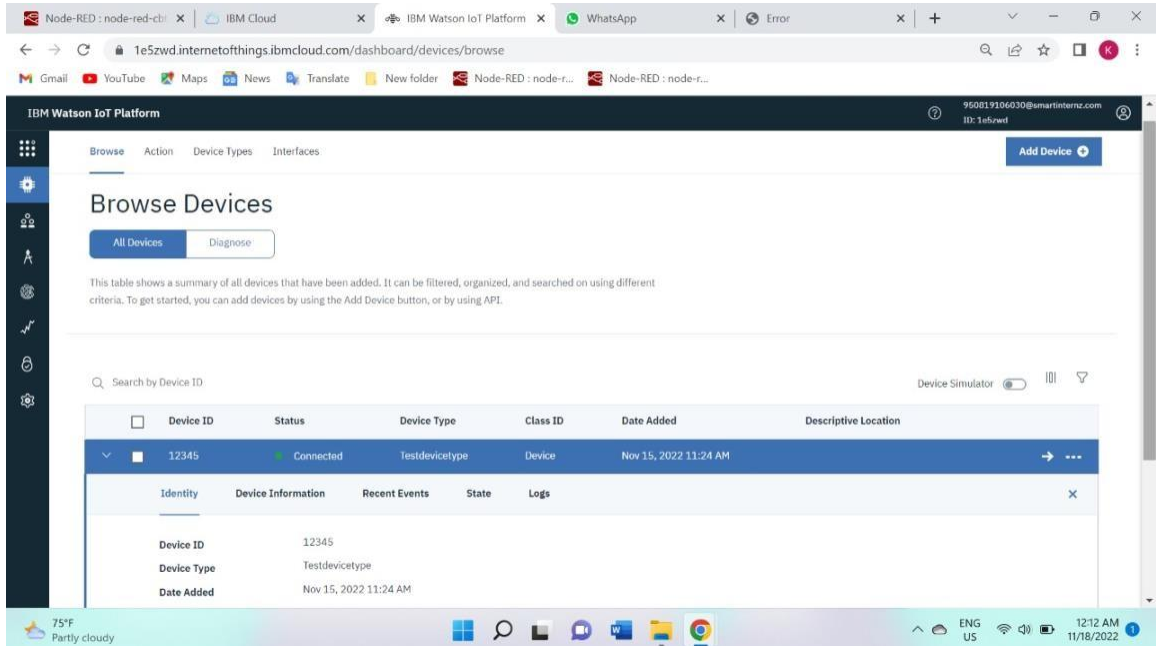 Node-RED : node-red-cb
IBM Cloud
IBM Watson IoT Platform
WhatsApp
Error
1e5zwd.internetofthings.ibmcloud.com/dashboard/devices/browse
K
Gmail
YouTube
Maps
News
Translate
New folder
Node-RED : node-r...
Node-RED : node-r...
IBM Watson IoT Platform
950819106030@smartinternz.com
ID: 1e5zwd
Browse
Action
Device Types
Interfaces
Add Device
Browse Devices
All Devices
Diagnose
This table shows a summary of all devices that have been added. It can be filtered, organized, and searched on using different
criteria. To get started, you can add devices by using the Add Device button, or by using API.
Search by Device ID
Device Simulator
Device ID
Status
Device Type
Class ID
Date Added
Descriptive Location
12345
Connected
Testdevicetype
Device
Nov 15, 2022 11:24 AM
Identity
Device Information
Recent Events
State
Logs
Device ID
12345
Device Type
Testdevicetype
Date Added
Nov 15, 2022 11:24 AM
75°F
Partly cloudy
ENG
US
12:12 AM
11/18/2022
1